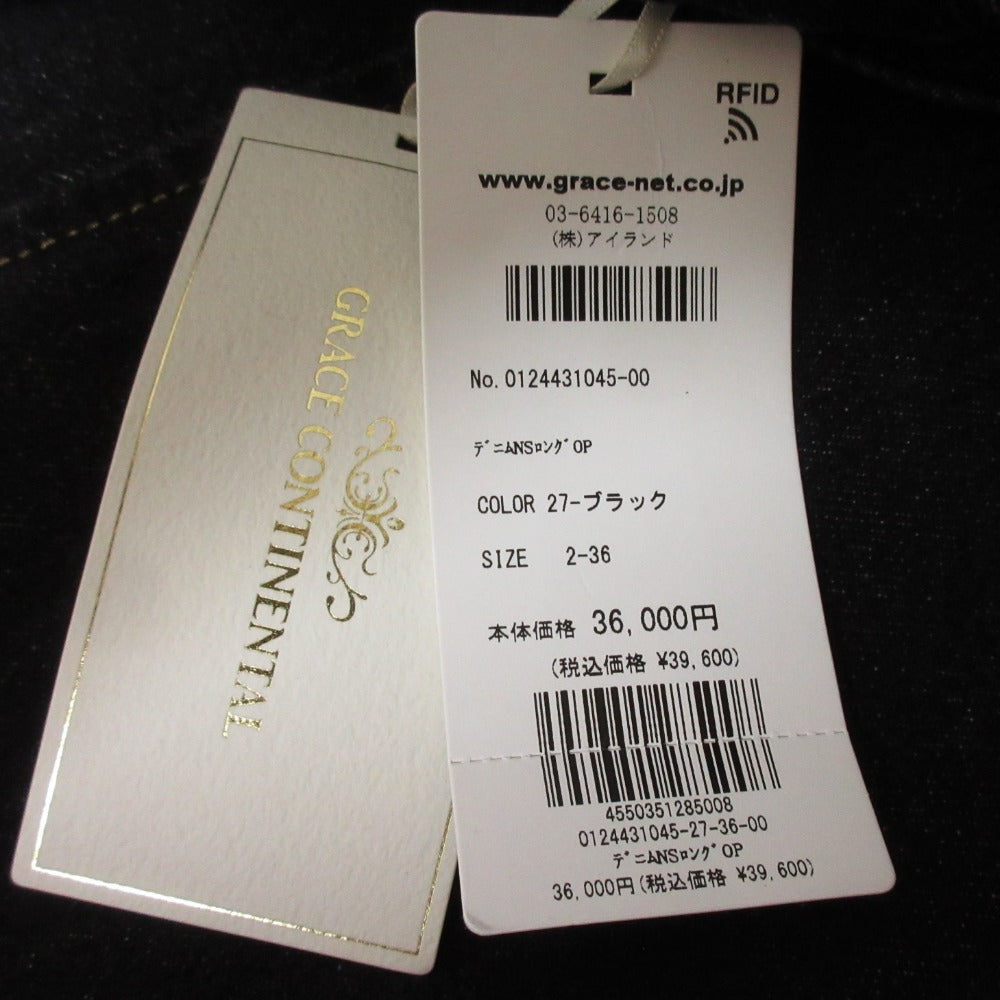 GRACE CONTINENTAL
RFID
www.grace-net.co.jp
03-6416-1508
(株)アイランド
No. 0124431045-00
ﾃﾞﾆﾑNSﾛﾝｸﾞOP
COLOR 27-ブラック
SIZE 2-36
本体価格 36,000円
(税込価格 ¥39,600)
4550351285008
0124431045-27-36-00
ﾃﾞﾆﾑNSﾛﾝｸﾞOP
36,000円(税込価格 ¥39,600)